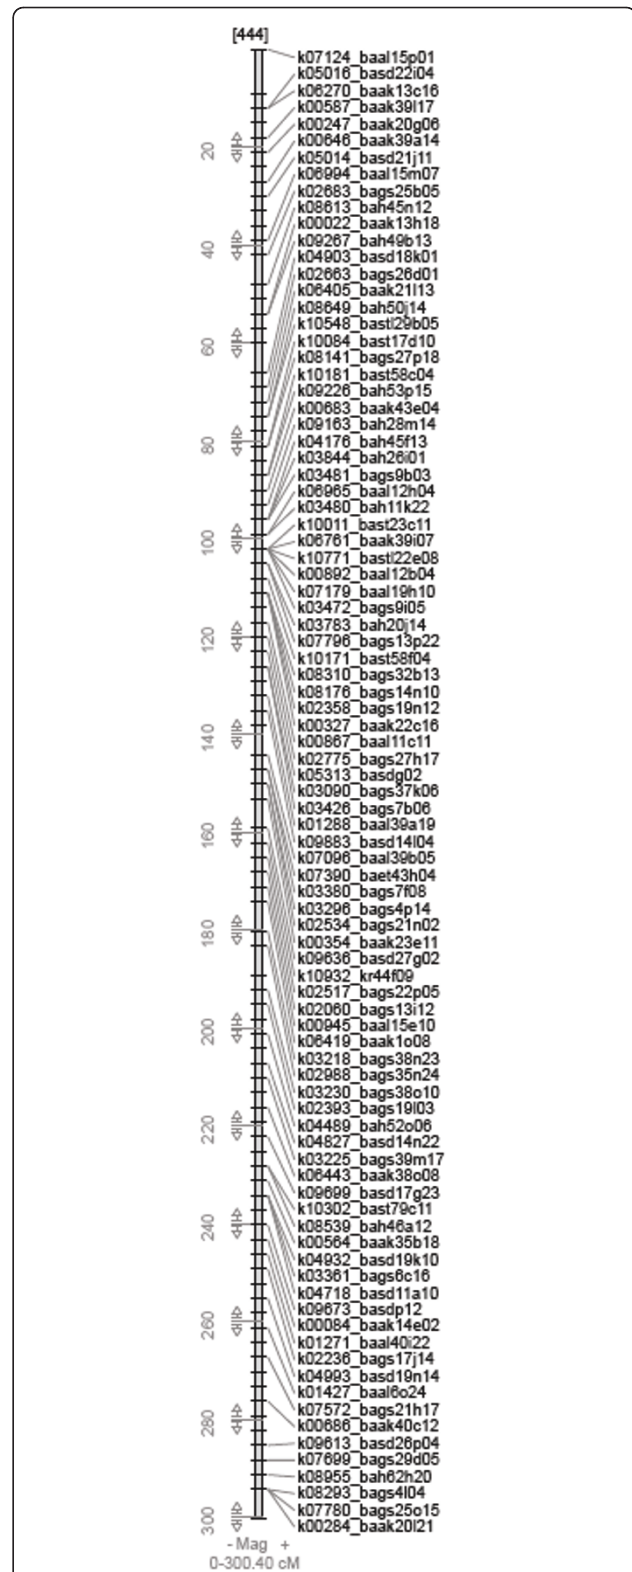 [444]
k07124_baal15p01
k05016_basd22i04
k06270_baak13c16
k00587_baak39l17
k00247_baak20g06
k00646_baak39a14
20
k05014_basd21j11
k06994_baal15m07
k02683_bags25b05
k08613_bah45n12
k00022_baak13h18
k09267_bah49b13
40
k04903_basd18k01
k02663_bags26d01
k06405_baak21l13
k08649_bah50j14
k10548_bastl29b05
k10084_bast17d10
60
k08141_bags27p18
k10181_bast58c04
k09226_bah53p15
k00683_baak43e04
k09163_bah28m14
k04176_bah45f13
80
k03844_bah26i01
k03481_bags9b03
k06965_baal12h04
k03480_bah11k22
k10011_bast23c11
k06761_baak39i07
100
k10771_bastl22e08
k00892_baal12b04
k07179_baal19h10
k03472_bags9i05
k03783_bah20j14
k07796_bags13p22
120
k10171_bast58f04
k08310_bags32b13
k08176_bags14n10
k02358_bags19n12
k00327_baak22c16
k00867_baal11c11
140
k02775_bags27h17
k05313_basdg02
k03090_bags37k06
k03426_bags7b06
k01288_baal39a19
k09883_basd14l04
160
k07096_baal39b05
k07390_baet43h04
k03380_bags7f08
k03296_bags4p14
k02534_bags21n02
k00354_baak23e11
180
k09636_basd27g02
k10932_kr44f09
k02517_bags22p05
k02060_bags13i12
k00945_baal15e10
k06419_baak1o08
200
k03218_bags38n23
k02988_bags35n24
k03230_bags38o10
k02393_bags19l03
k04489_bah52o06
k04827_basd14n22
220
k03225_bags39m17
k06443_baak38o08
k09699_basd17g23
k10302_bast79c11
k08539_bah46a12
k00564_baak35b18
240
k04932_basd19k10
k03361_bags6c16
k04718_basd11a10
k09673_basdp12
k00084_baak14e02
k01271_baal40i22
260
k02236_bags17j14
k04993_basd19n14
k01427_baal6o24
k07572_bags21h17
k00686_baak40c12
k09613_basd26p04
280
k07699_bags29d05
k08955_bah62h20
k08293_bags4l04
k07780_bags25o15
k00284_baak20l21
300
- Mag +
0-300.40 cM